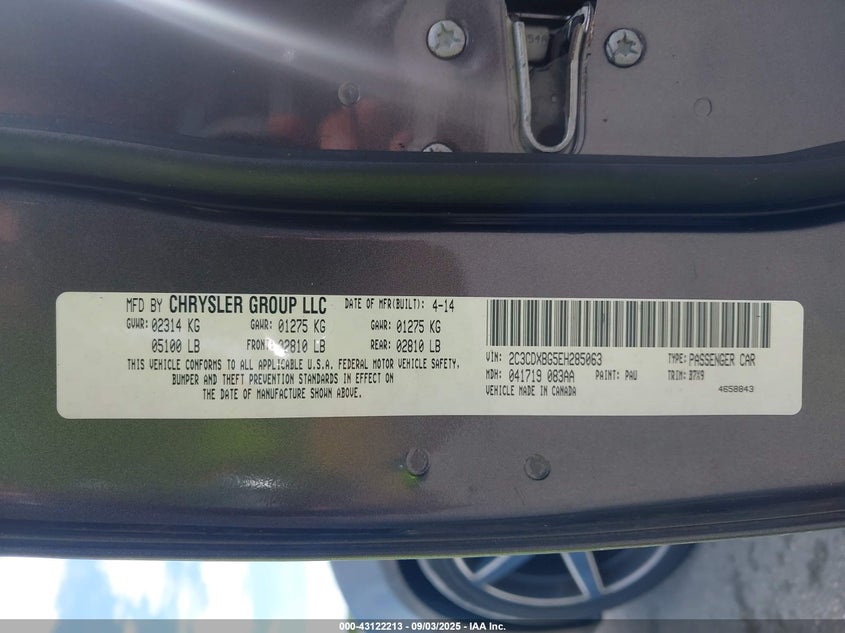 MFD BY CHRYSLER GROUP LLC DATE OF MFR(BUILT): 4-14
GVWR: 02314 KG GAWR: 01275 KG GAWR: 01275 KG
05100 LB FRONT: 02810 LB REAR: 02810 LB
THIS VEHICLE CONFORMS TO ALL APPLICABLE U.S.A. FEDERAL MOTOR VEHICLE SAFETY,
BUMPER AND THEFT PREVENTION STANDARDS IN EFFECT ON
THE DATE OF MANUFACTURE SHOWN ABOVE.
VIN: 2C3CDXBG5EH285063 TYPE: PASSENGER CAR
MDH: 041719 083AA PAINT: PAU TRIM: B7X9
VEHICLE MADE IN CANADA 4658843
000-43122213 - 09/03/2025 - IAA Inc.